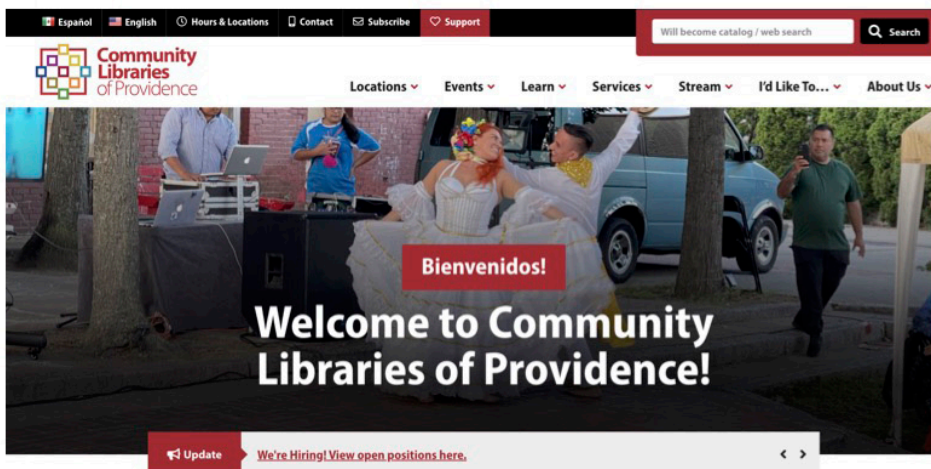 Español English Hours & Locations Contact Subscribe Support
Will become catalog / web search Search
Community
Libraries
of Providence
Locations Events Learn Services Stream I'd Like To... About Us
Bienvenidos!
Welcome to Community
Libraries of Providence!
Update We're Hiring! View open positions here.